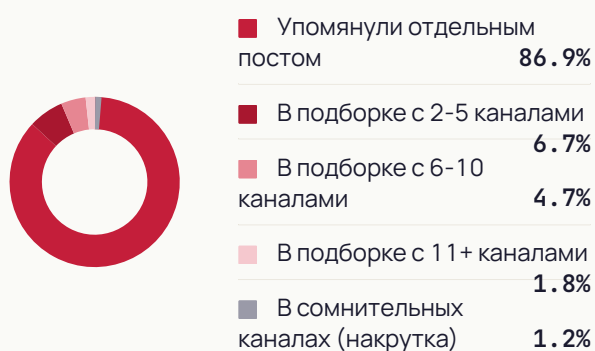 Упомянули отдельным
постом 86.9%
В подборке с 2-5 каналами
6.7%
В подборке с 6-10
каналами 4.7%
В подборке с 11+ каналами
1.8%
В сомнительных
каналах (накрутка) 1.2%